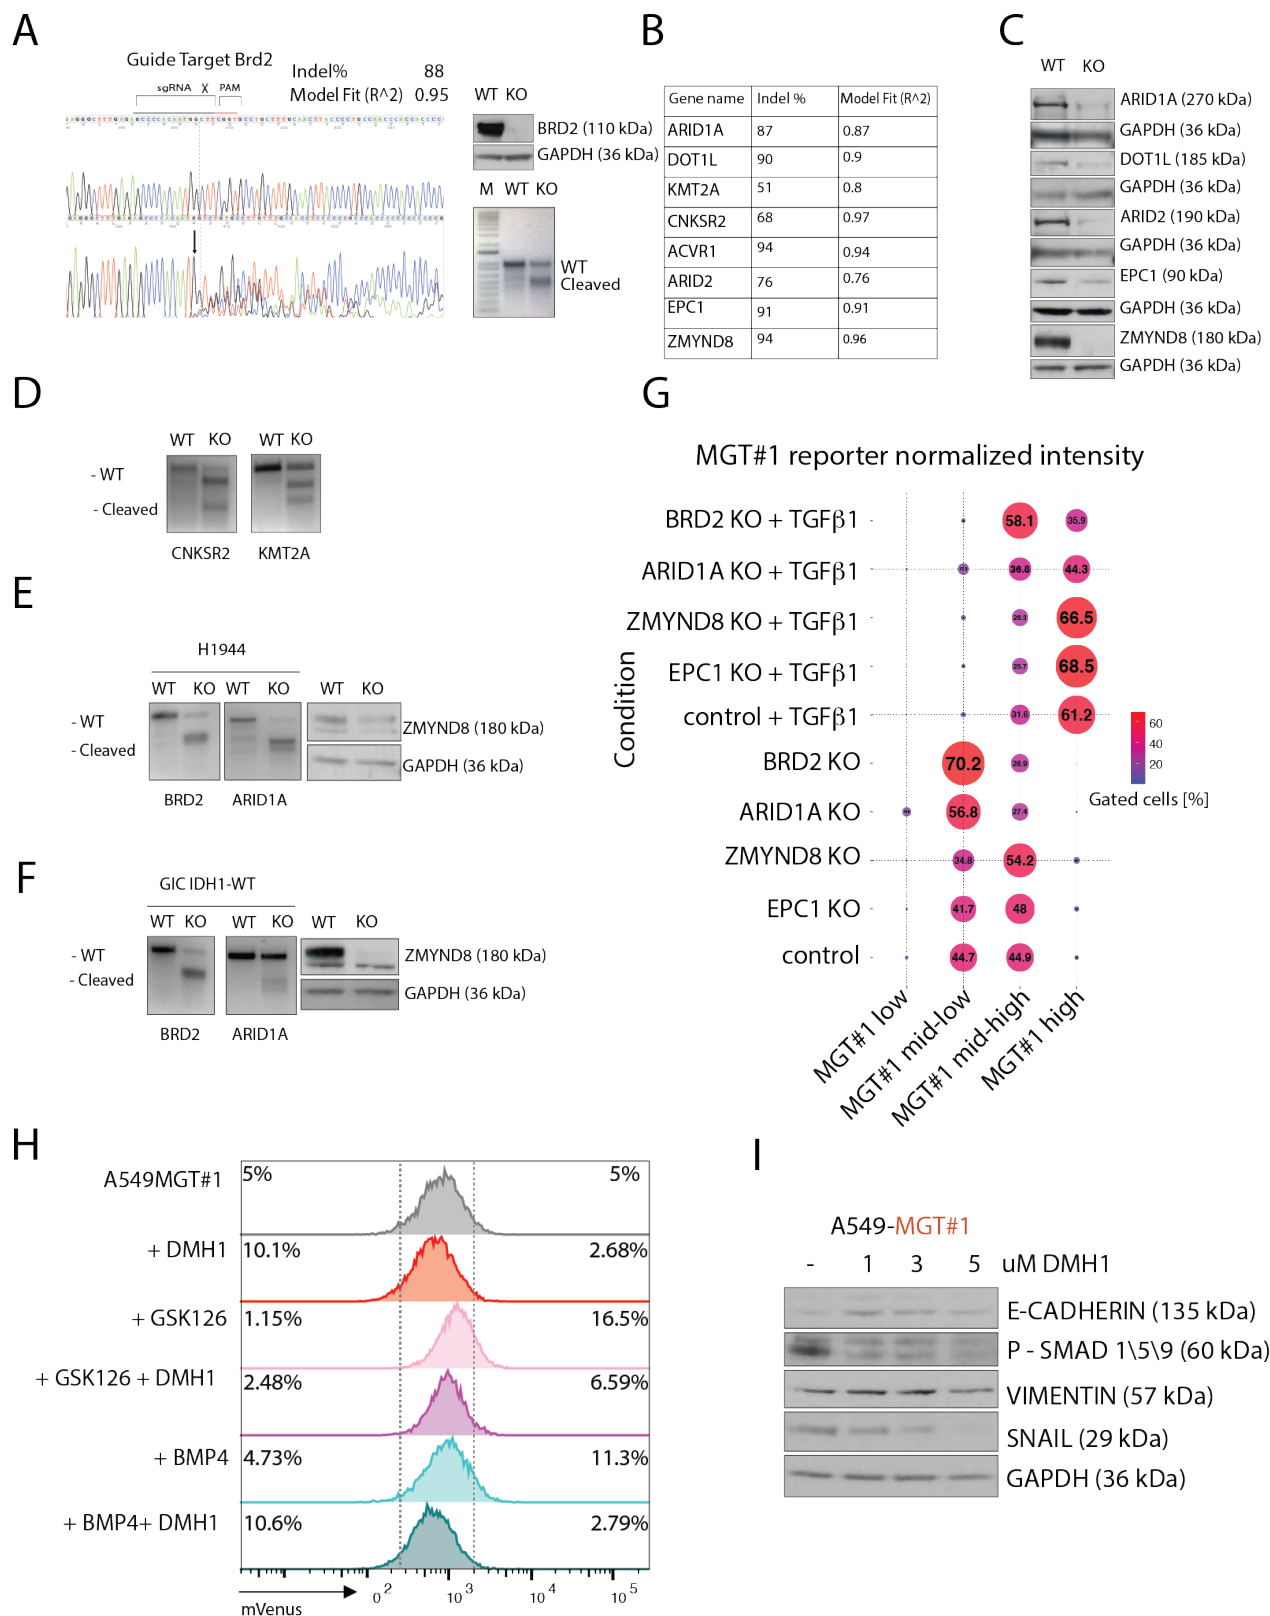 A
Guide Target Brd2
Indel% 88
Model Fit (R^2) 0.95
sgRNA PAM
WT KO
BRD2 (110 kDa)
GAPDH (36 kDa)
M WT KO
WT
Cleaved
B
Gene name Indel % Model Fit (R^2)
ARID1A 87 0.87
DOT1L 90 0.9
KMT2A 51 0.8
CNKSR2 68 0.97
ACVR1 94 0.94
ARID2 76 0.76
EPC1 91 0.91
ZMYND8 94 0.96
C
WT KO
ARID1A (270 kDa)
GAPDH (36 kDa)
DOT1L (185 kDa)
GAPDH (36 kDa)
ARID2 (190 kDa)
GAPDH (36 kDa)
EPC1 (90 kDa)
GAPDH (36 kDa)
ZMYND8 (180 kDa)
GAPDH (36 kDa)
D
WT KO WT KO
- WT
- Cleaved
CNKSR2 KMT2A
E
H1944
WT KO WT KO WT KO
- WT
- Cleaved
ZMYND8 (180 kDa)
GAPDH (36 kDa)
BRD2 ARID1A
F
GIC IDH1-WT
WT KO WT KO WT KO
- WT
- Cleaved
ZMYND8 (180 kDa)
GAPDH (36 kDa)
BRD2 ARID1A
G
MGT#1 reporter normalized intensity
Condition
BRD2 KO + TGFβ1 58.1 35.9
ARID1A KO + TGFβ1 36.8 44.3
ZMYND8 KO + TGFβ1 26.3 66.5
EPC1 KO + TGFβ1 25.7 68.5
control + TGFβ1 31.6 61.2
BRD2 KO 70.2 28.9
ARID1A KO 56.8 27.4
ZMYND8 KO 34.8 54.2
EPC1 KO 41.7 48
control 44.7 44.9
MGT#1 low
MGT#1 mid-low
MGT#1 mid-high
MGT#1 high
60
40
20
Gated cells [%]
H
A549MGT#1 5% 5%
+ DMH1 10.1% 2.68%
+ GSK126 1.15% 16.5%
+ GSK126 + DMH1 2.48% 6.59%
+ BMP4 4.73% 11.3%
+ BMP4+ DMH1 10.6% 2.79%
0 2 10 3 10 4 10 5
mVenus
I
A549-MGT#1
- 1 3 5 uM DMH1
E-CADHERIN (135 kDa)
P - SMAD 1\5\9 (60 kDa)
VIMENTIN (57 kDa)
SNAIL (29 kDa)
GAPDH (36 kDa)